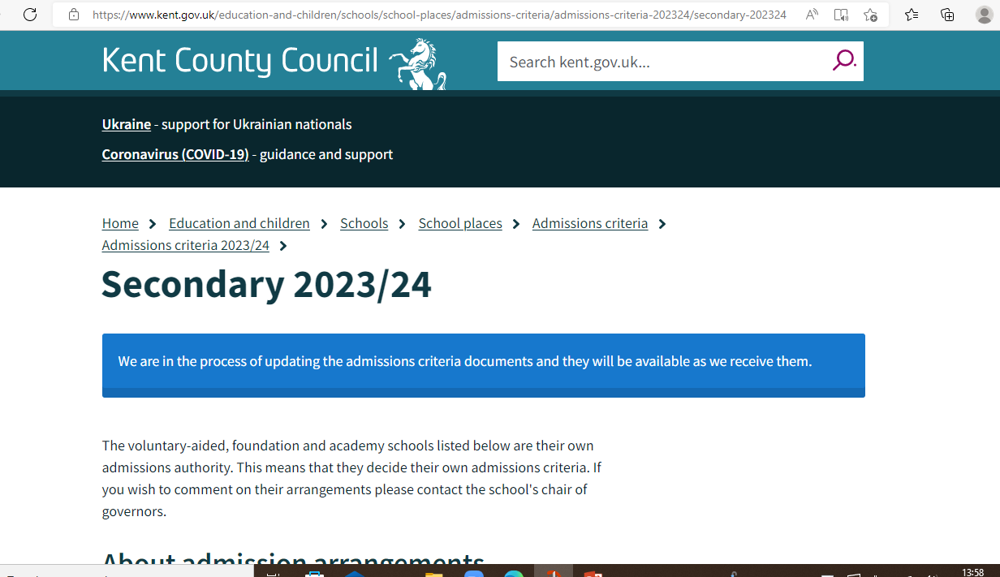 https://www.kent.gov.uk/education-and-children/schools/school-places/admissions-criteria/admissions-criteria-202324/secondary-202324
Kent County Council
Search kent.gov.uk...
Ukraine - support for Ukrainian nationals
Coronavirus (COVID-19) - guidance and support
Home > Education and children > Schools > School places > Admissions criteria >
Admissions criteria 2023/24 >
Secondary 2023/24
We are in the process of updating the admissions criteria documents and they will be available as we receive them.
The voluntary-aided, foundation and academy schools listed below are their own
admissions authority. This means that they decide their own admissions criteria. If
you wish to comment on their arrangements please contact the school's chair of
governors.
About admission arrangements
13:58